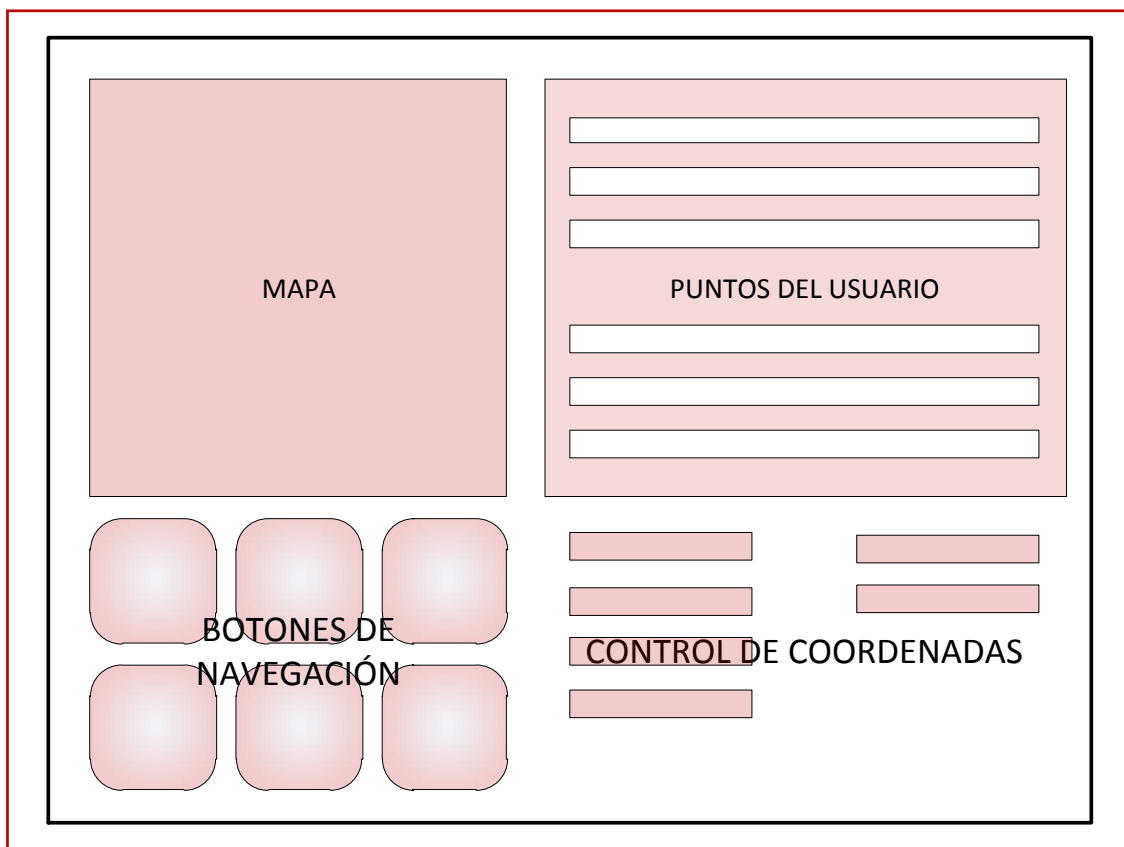 MAPA
PUNTOS DEL USUARIO
BOTONES DE
NAVEGACIÓN
CONTROL DE COORDENADAS